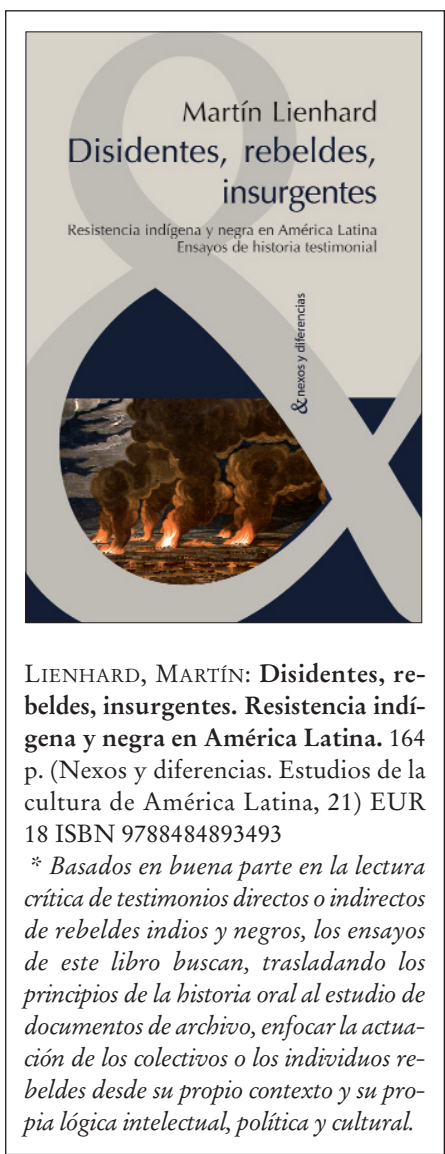 Martín Lienhard
Disidentes, rebeldes,
insurgentes
Resistencia indígena y negra en América Latina
Ensayos de historia testimonial
& nexos y diferencias
LIENHARD, MARTÍN: Disidentes, re-
beldes, insurgentes. Resistencia indí-
gena y negra en América Latina. 164
p. (Nexos y diferencias. Estudios de la
cultura de América Latina, 21) EUR
18 ISBN 9788484893493
* Basados en buena parte en la lectura
crítica de testimonios directos o indirectos
de rebeldes indios y negros, los ensayos
de este libro buscan, trasladando los
principios de la historia oral al estudio de
documentos de archivo, enfocar la actua-
ción de los colectivos o los individuos re-
beldes desde su propio contexto y su pro-
pia lógica intelectual, política y cultural.